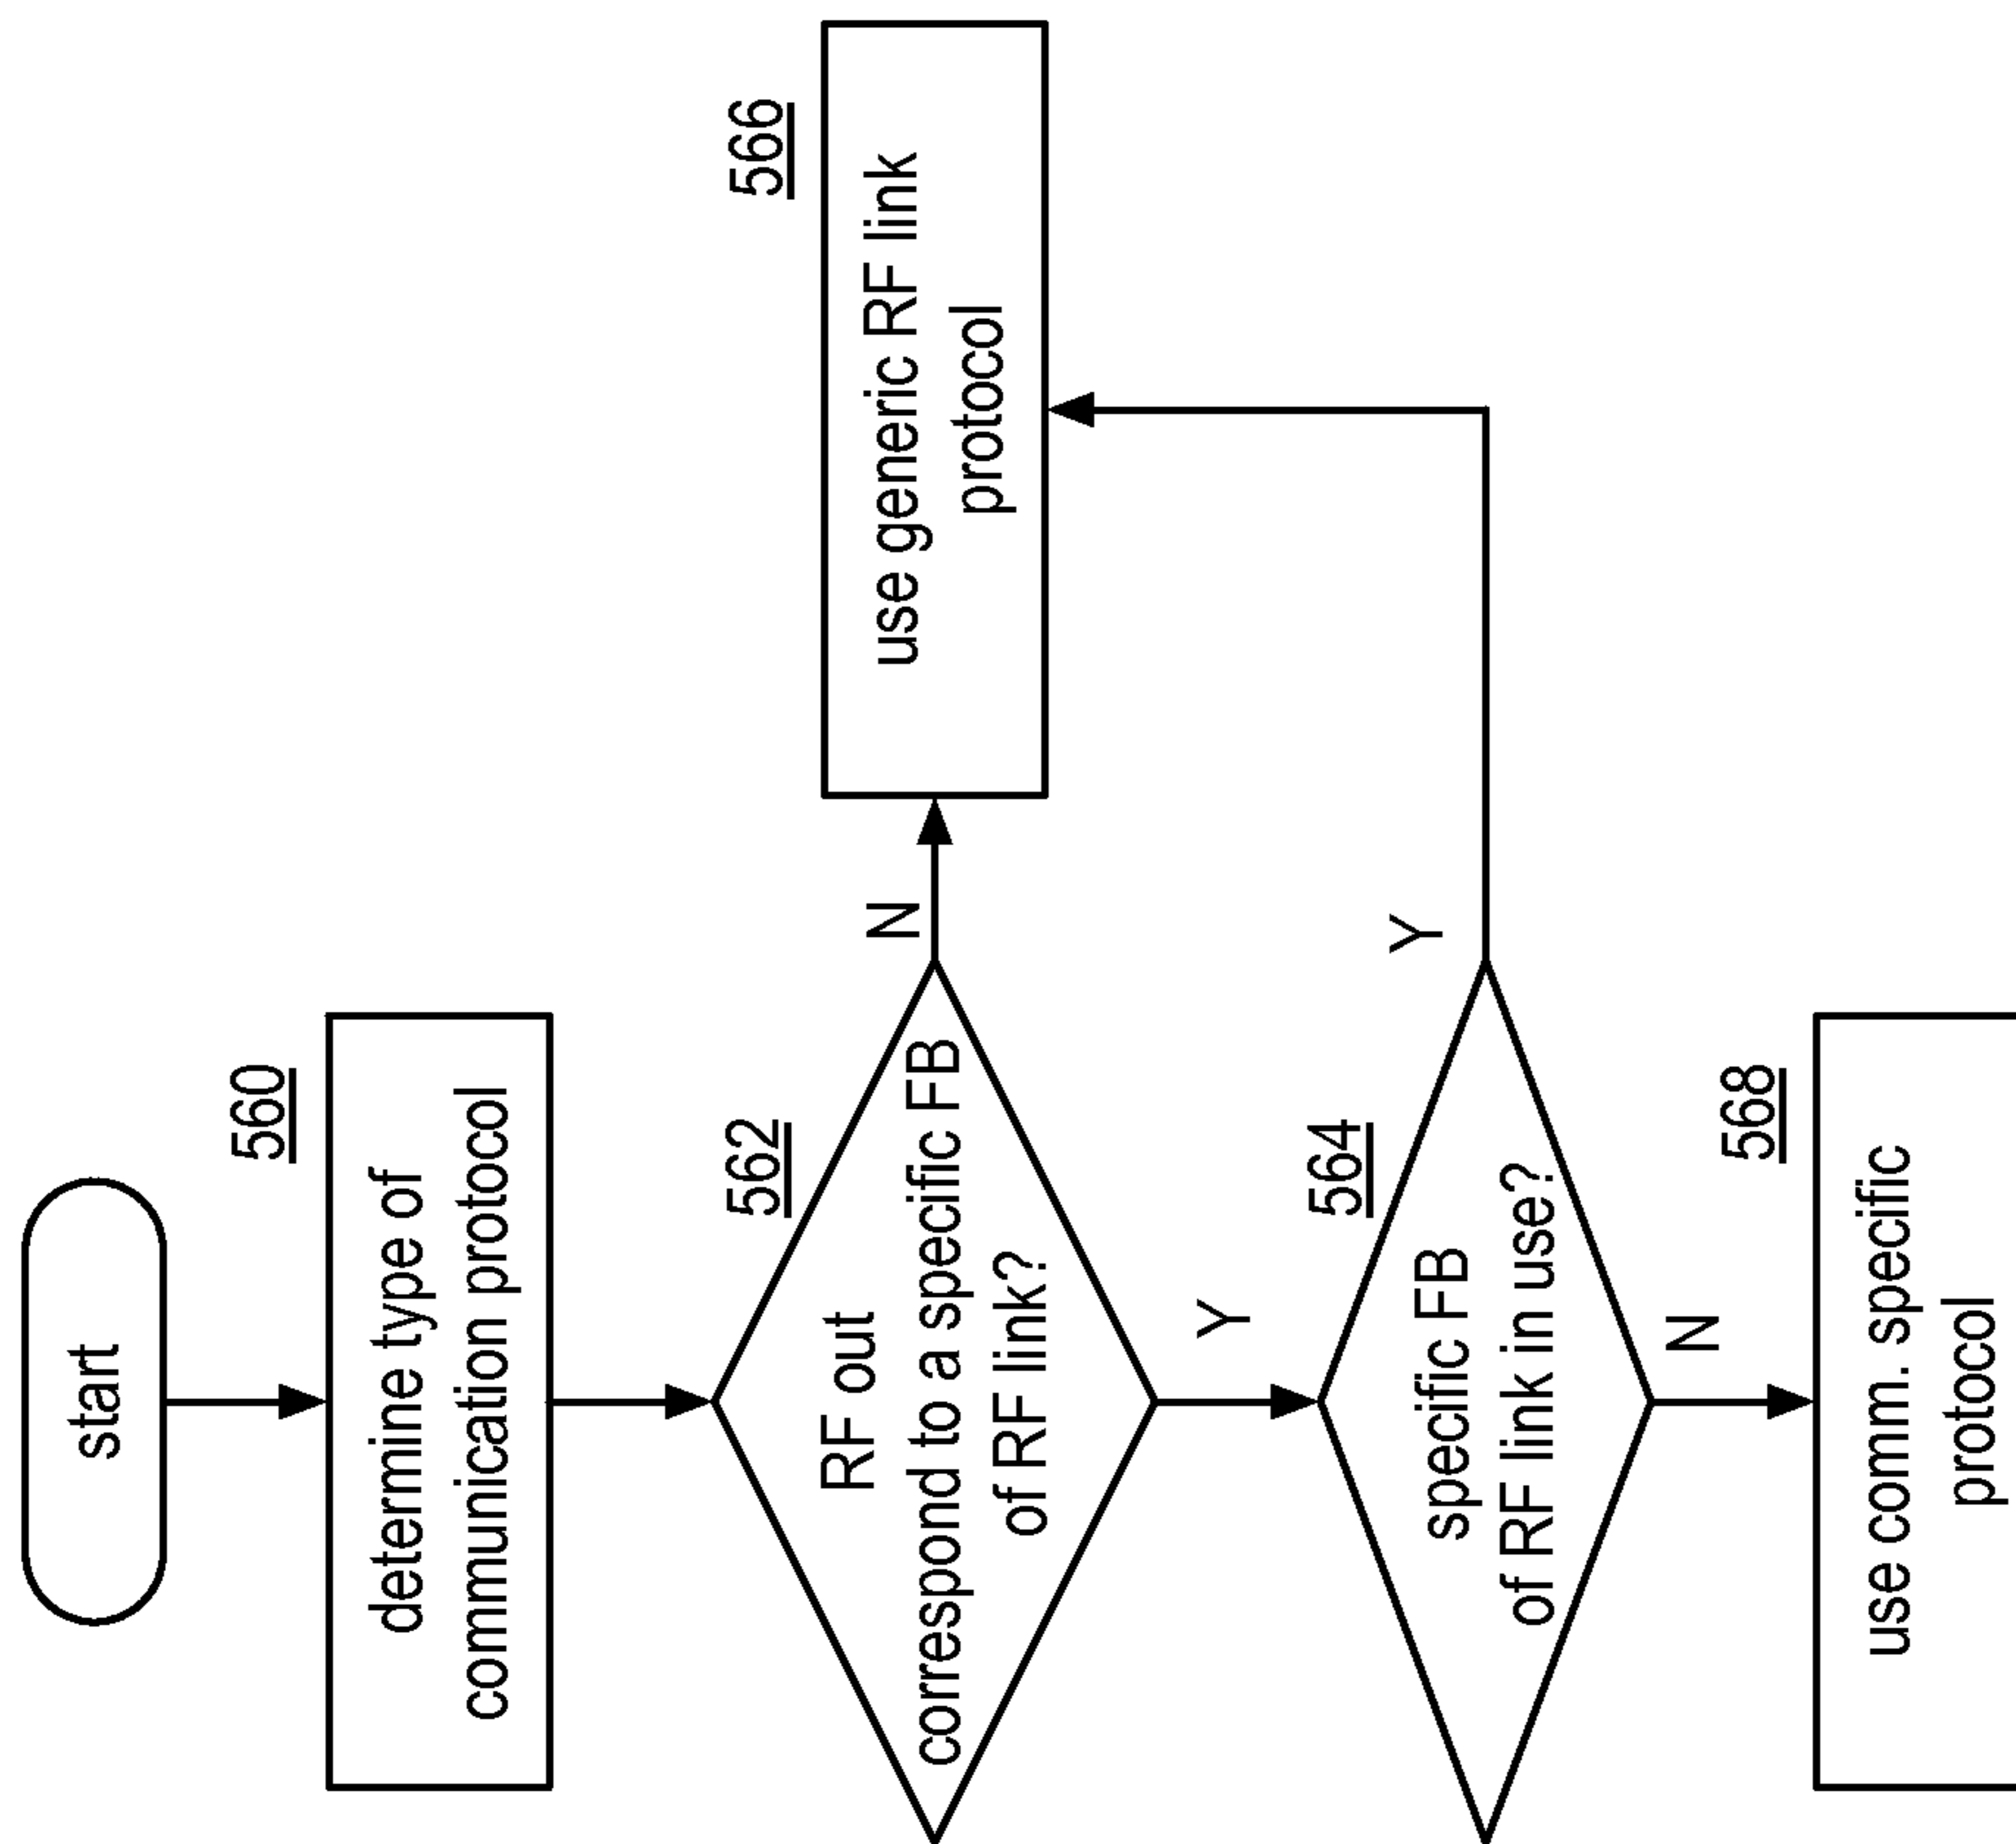 start
560
determine type of
communication protocol
562
RF out
correspond to a specific FB
of RF link?
N
566
use generic RF link
protocol
Y
564
specific FB
of RF link in use?
Y
N
568
use comm. specific
protocol